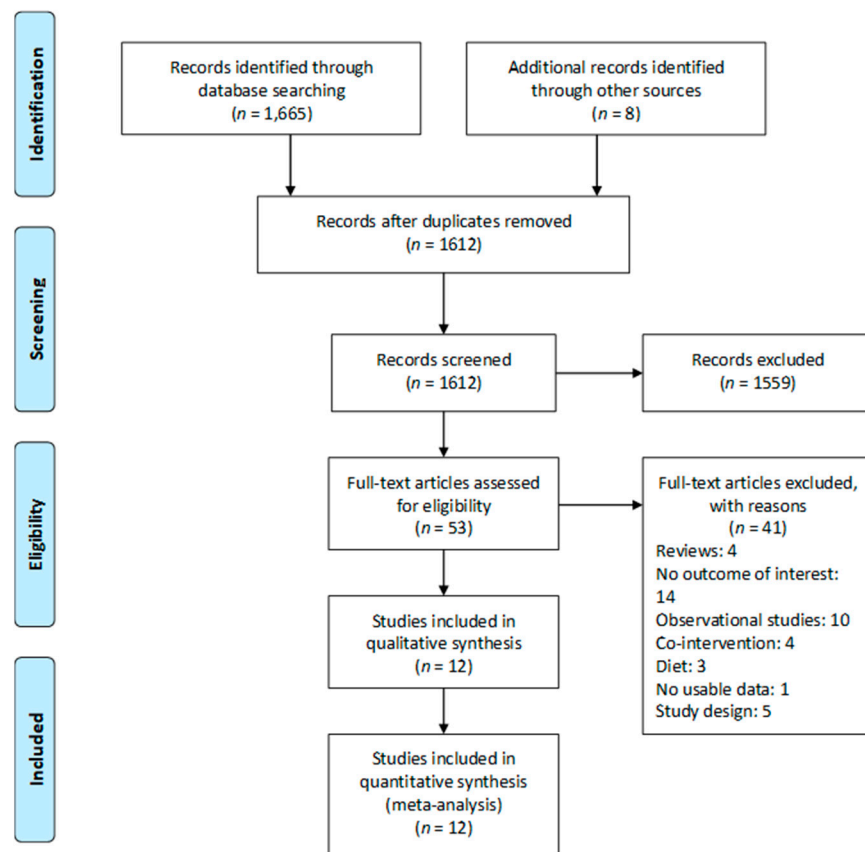 Identification
Records identified through
database searching
(n = 1,665)
Additional records identified
through other sources
(n = 8)
Records after duplicates removed
(n = 1612)
Screening
Records screened
(n = 1612)
Records excluded
(n = 1559)
Eligibility
Full-text articles assessed
for eligibility
(n = 53)
Full-text articles excluded,
with reasons
(n = 41)
Reviews: 4
No outcome of interest:
14
Observational studies: 10
Co-intervention: 4
Diet: 3
No usable data: 1
Study design: 5
Studies included in
qualitative synthesis
(n = 12)
Included
Studies included in
quantitative synthesis
(meta-analysis)
(n = 12)